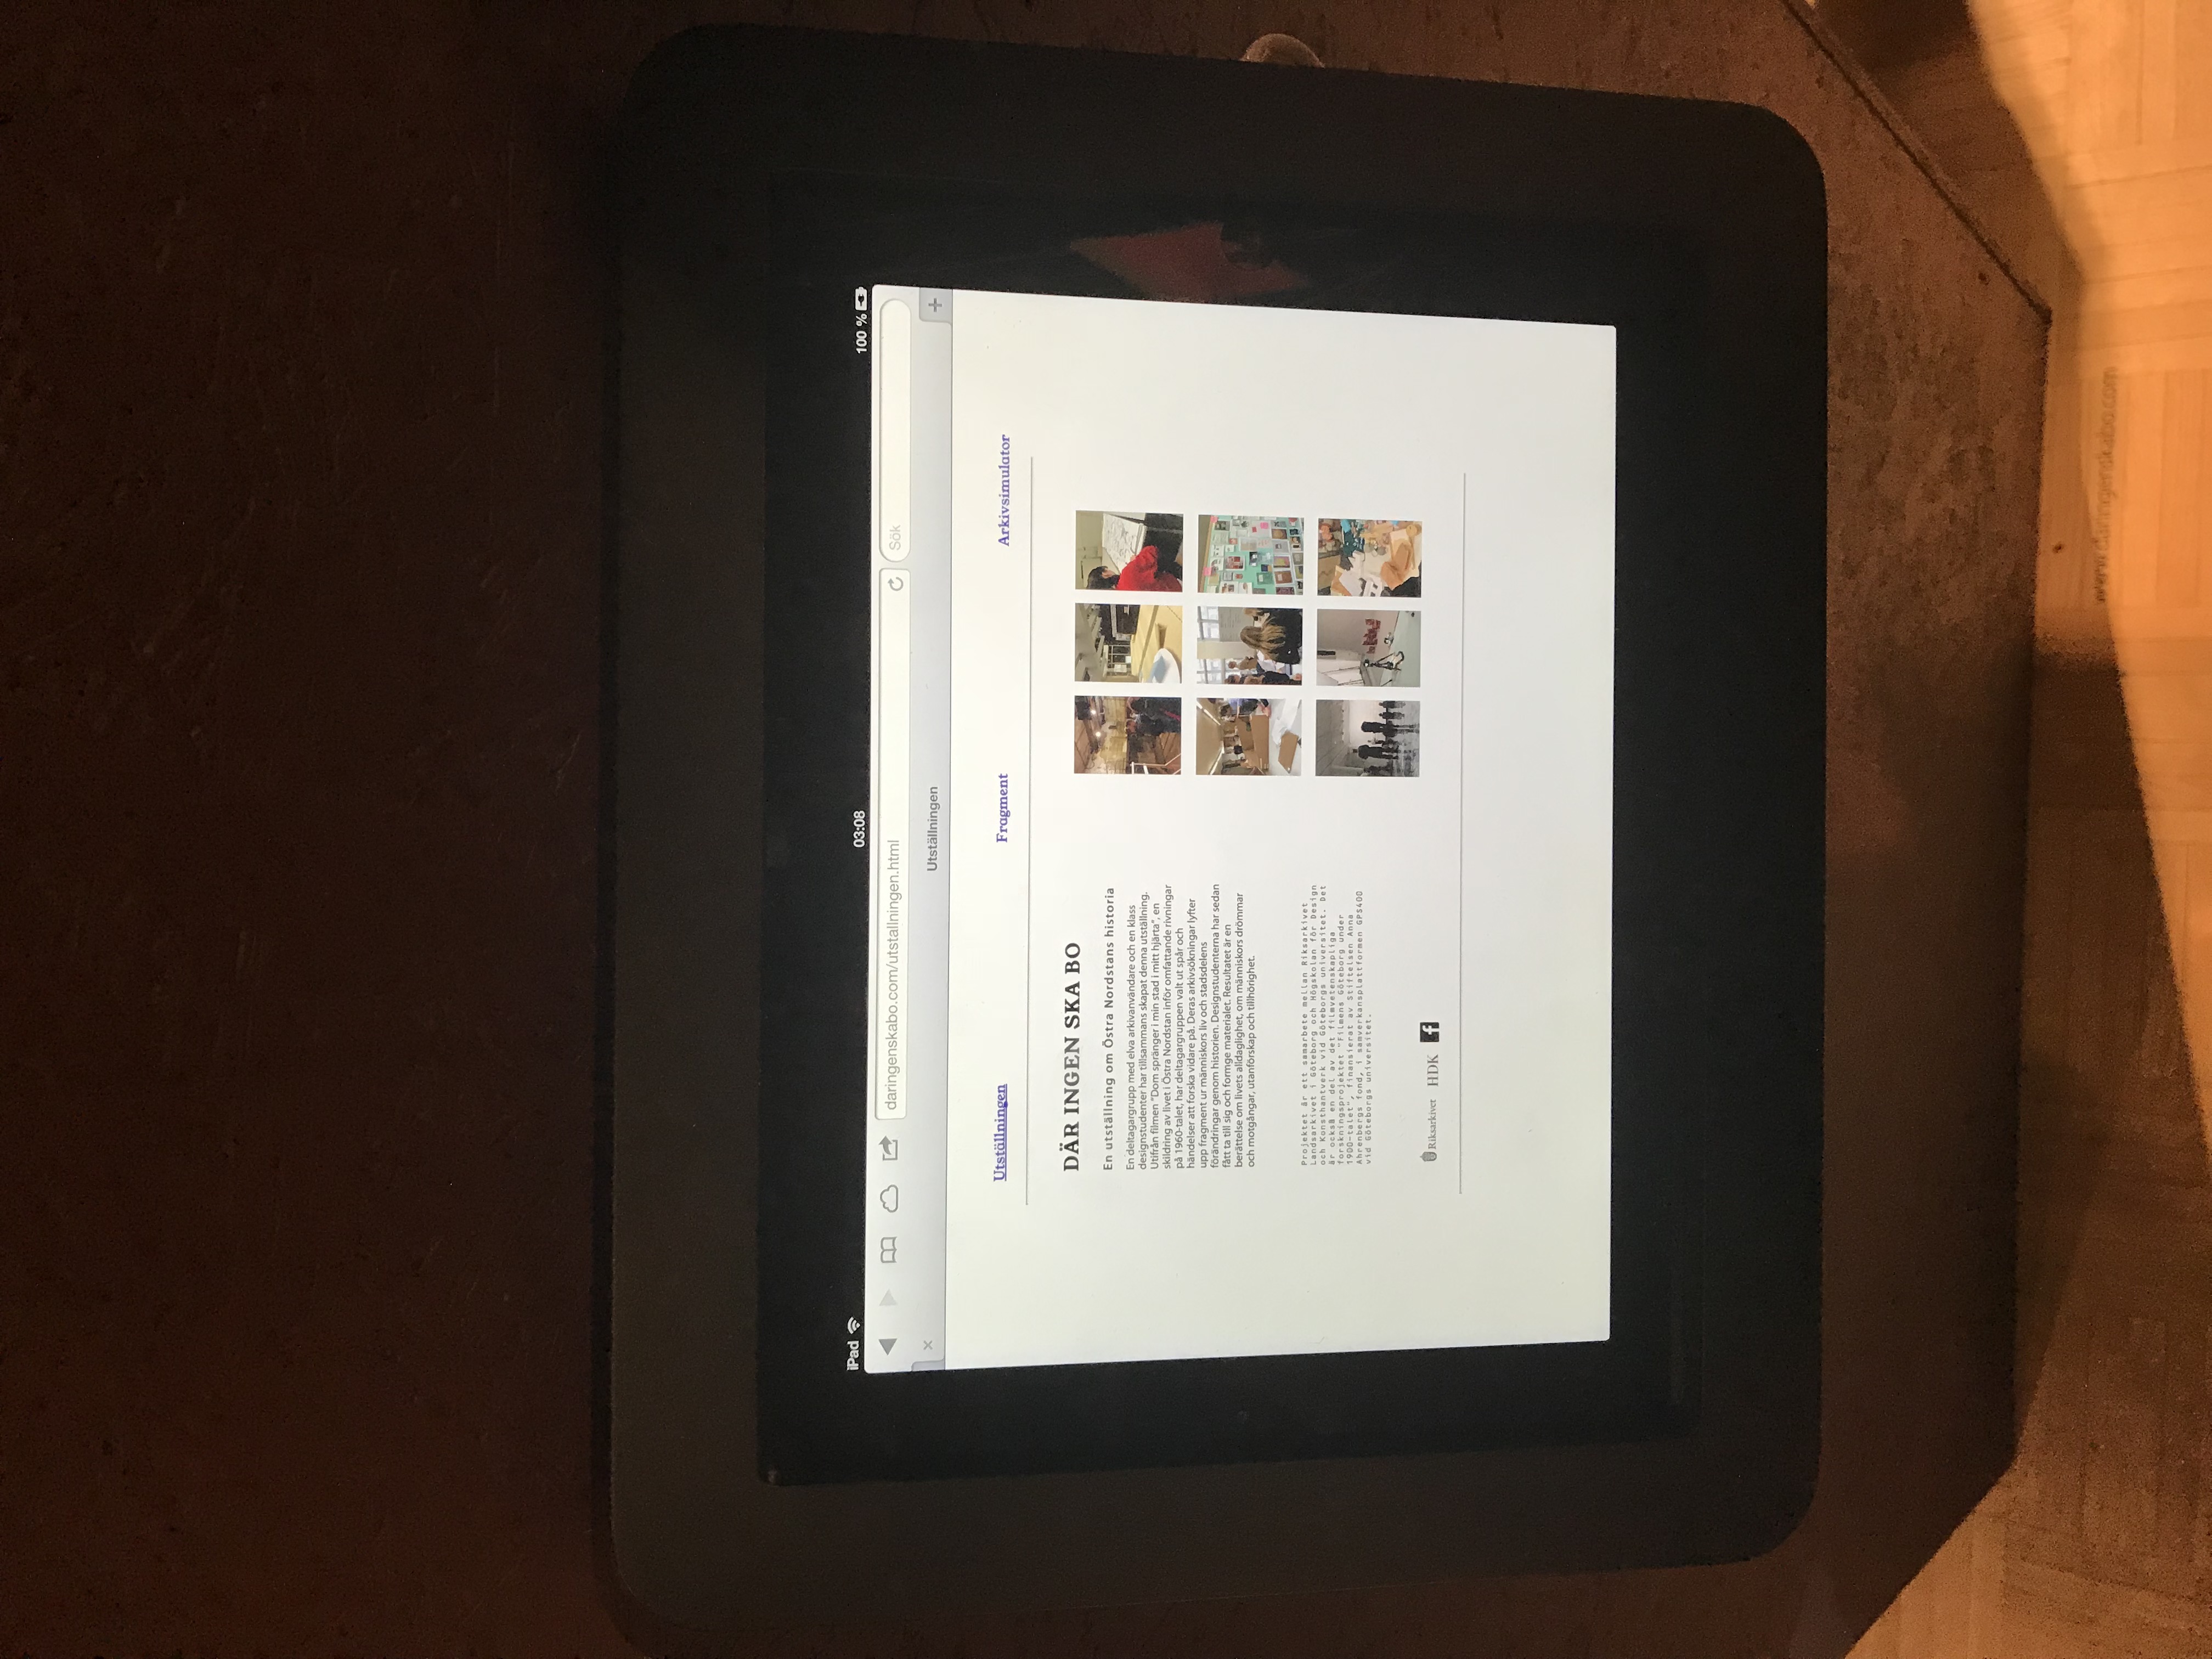 iPad
03:08
100 %
daringenskabo.com/utstallningen.html
Sök
Utställningen
Utställningen
Fragment
Arkivsimulator
DÄR INGEN SKA BO
En utställning om Östra Nordstans historia
En deltagargrupp med elva arkivanvändare och en klass
designstudenter har tillsammans skapat denna utställning.
Utifrån filmen "Dom spränger i min stad i mitt hjärta", en
skildring av livet i Östra Nordstan inför omfattande rivningar
på 1960-talet, har deltagargruppen valt ut spår och
händelser att forska vidare på. Deras arkivsökningar lyfter
upp fragment ur människors liv och stadsdelens
förändringar genom historien. Designstudenterna har sedan
fått ta till sig och formge materialet. Resultatet är en
berättelse om livets alldaglighet, om människors drömmar
och motgångar, utanförskap och tillhörighet.
Projektet är ett samarbete mellan Riksarkivet
Landsarkivet i Göteborg och Högskolan för Design
och Konsthantverk vid Göteborgs universitet. Det
är också en del av det filmvetenskapliga
forskningsprojektet "Filmens Göteborg under
1900-talet", finansierat av Stiftelsen Anna
Ahrenbergs fond, i samverkansplattformen GPS400
vid Göteborgs universitet.
Riksarkivet HDK f
www.daringenskabo.com